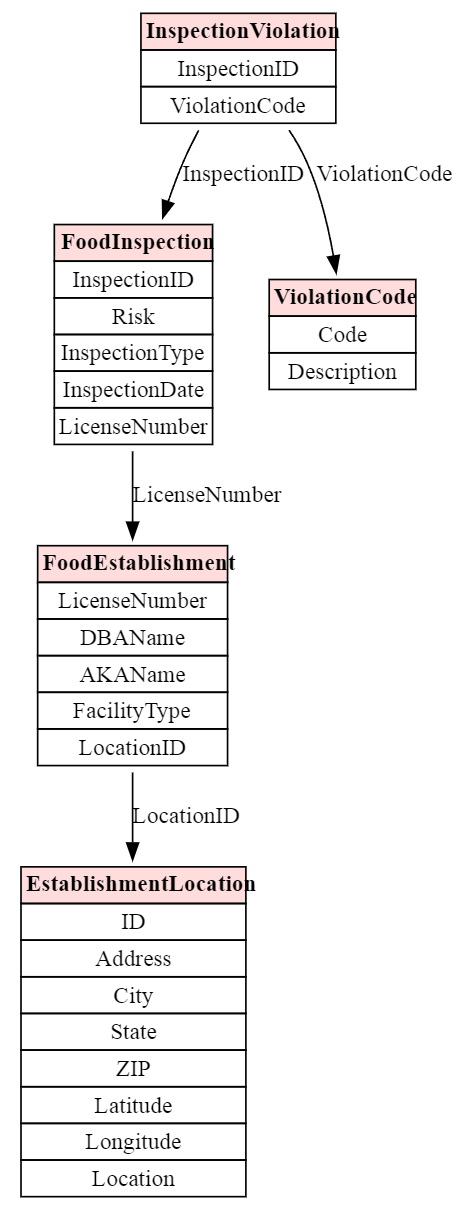 InspectionViolation
InspectionID
ViolationCode
InspectionID
ViolationCode
FoodInspection
InspectionID
Risk
InspectionType
InspectionDate
LicenseNumber
ViolationCode
Code
Description
LicenseNumber
FoodEstablishment
LicenseNumber
DBAName
AKAName
FacilityType
LocationID
LocationID
EstablishmentLocation
ID
Address
City
State
ZIP
Latitude
Longitude
Location